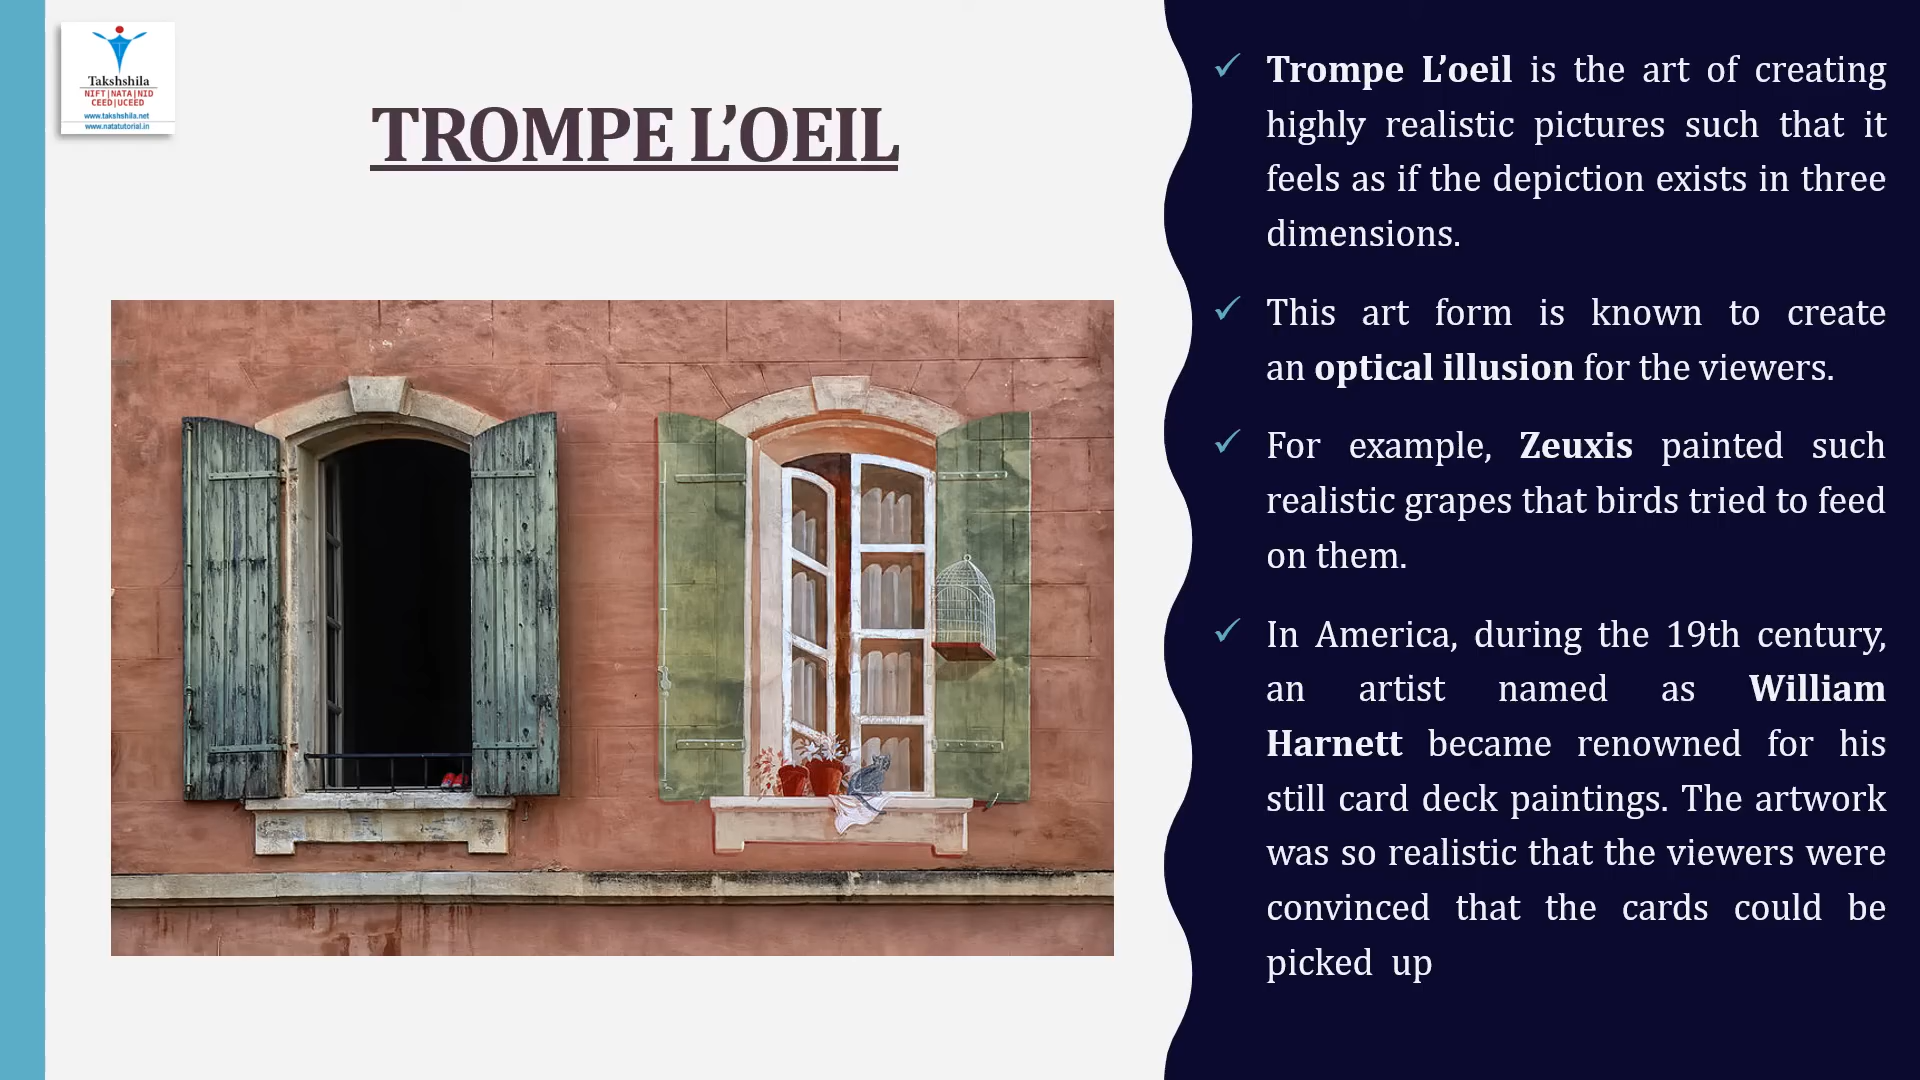 Takshshila
NIFT|NATA|NID
CEED|UCEED
www.takshshila.net
www.natatutorial.in
TROMPE L’OEIL
✓ Trompe L’oeil is the art of creating
highly realistic pictures such that it
feels as if the depiction exists in three
dimensions.
✓ This art form is known to create
an optical illusion for the viewers.
✓ For example, Zeuxis painted such
realistic grapes that birds tried to feed
on them.
✓ In America, during the 19th century,
an artist named as William
Harnett became renowned for his
still card deck paintings. The artwork
was so realistic that the viewers were
convinced that the cards could be
picked up